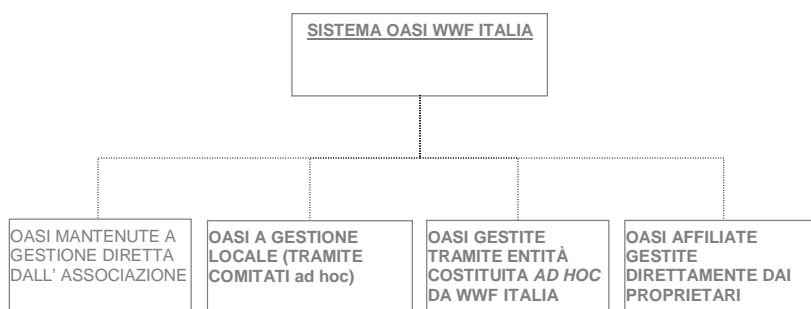 SISTEMA OASI WWF ITALIA
OASI MANTENUTE A
GESTIONE DIRETTA
DALL' ASSOCIAZIONE
OASI A GESTIONE
LOCALE (TRAMITE
COMITATI ad hoc)
OASI GESTITE
TRAMITE ENTITÀ
COSTITUITA AD HOC
DA WWF ITALIA
OASI AFFILIATE
GESTITE
DIRETTAMENTE DAI
PROPRIETARI